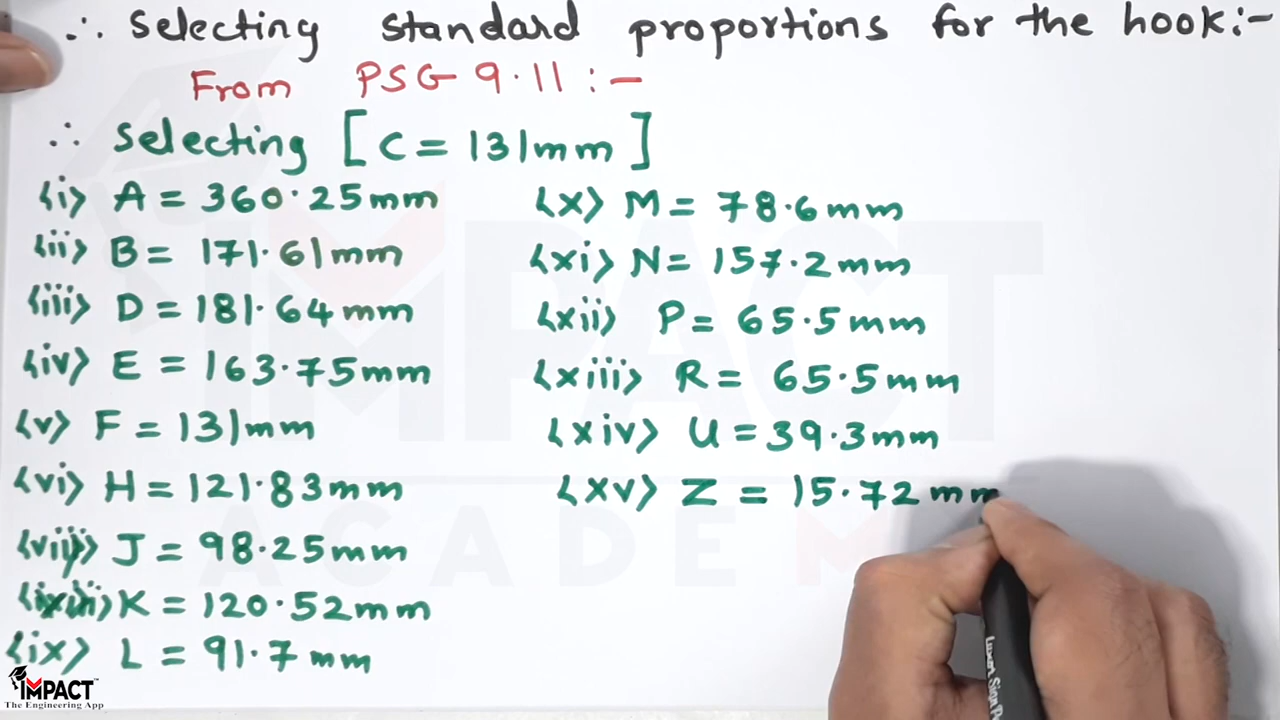 ∴ Selecting standard proportions for the hook:-
From PSG 9.11:-
∴ Selecting [C = 131mm]
<i> A = 360.25mm
<ii> B = 171.61mm
<iii> D = 181.64mm
<iv> E = 163.75mm
<v> F = 131mm
<vi> H = 121.83mm
<vii> J = 98.25mm
K = 120.52mm
<ix> L = 91.7mm
<x> M = 78.6mm
<xi> N = 157.2mm
<xii> P = 65.5mm
<xiii> R = 65.5mm
<xiv> U = 39.3mm
<xv> Z = 15.72mm
IMPACT
ACADEM
IMPACT
The Engineering App